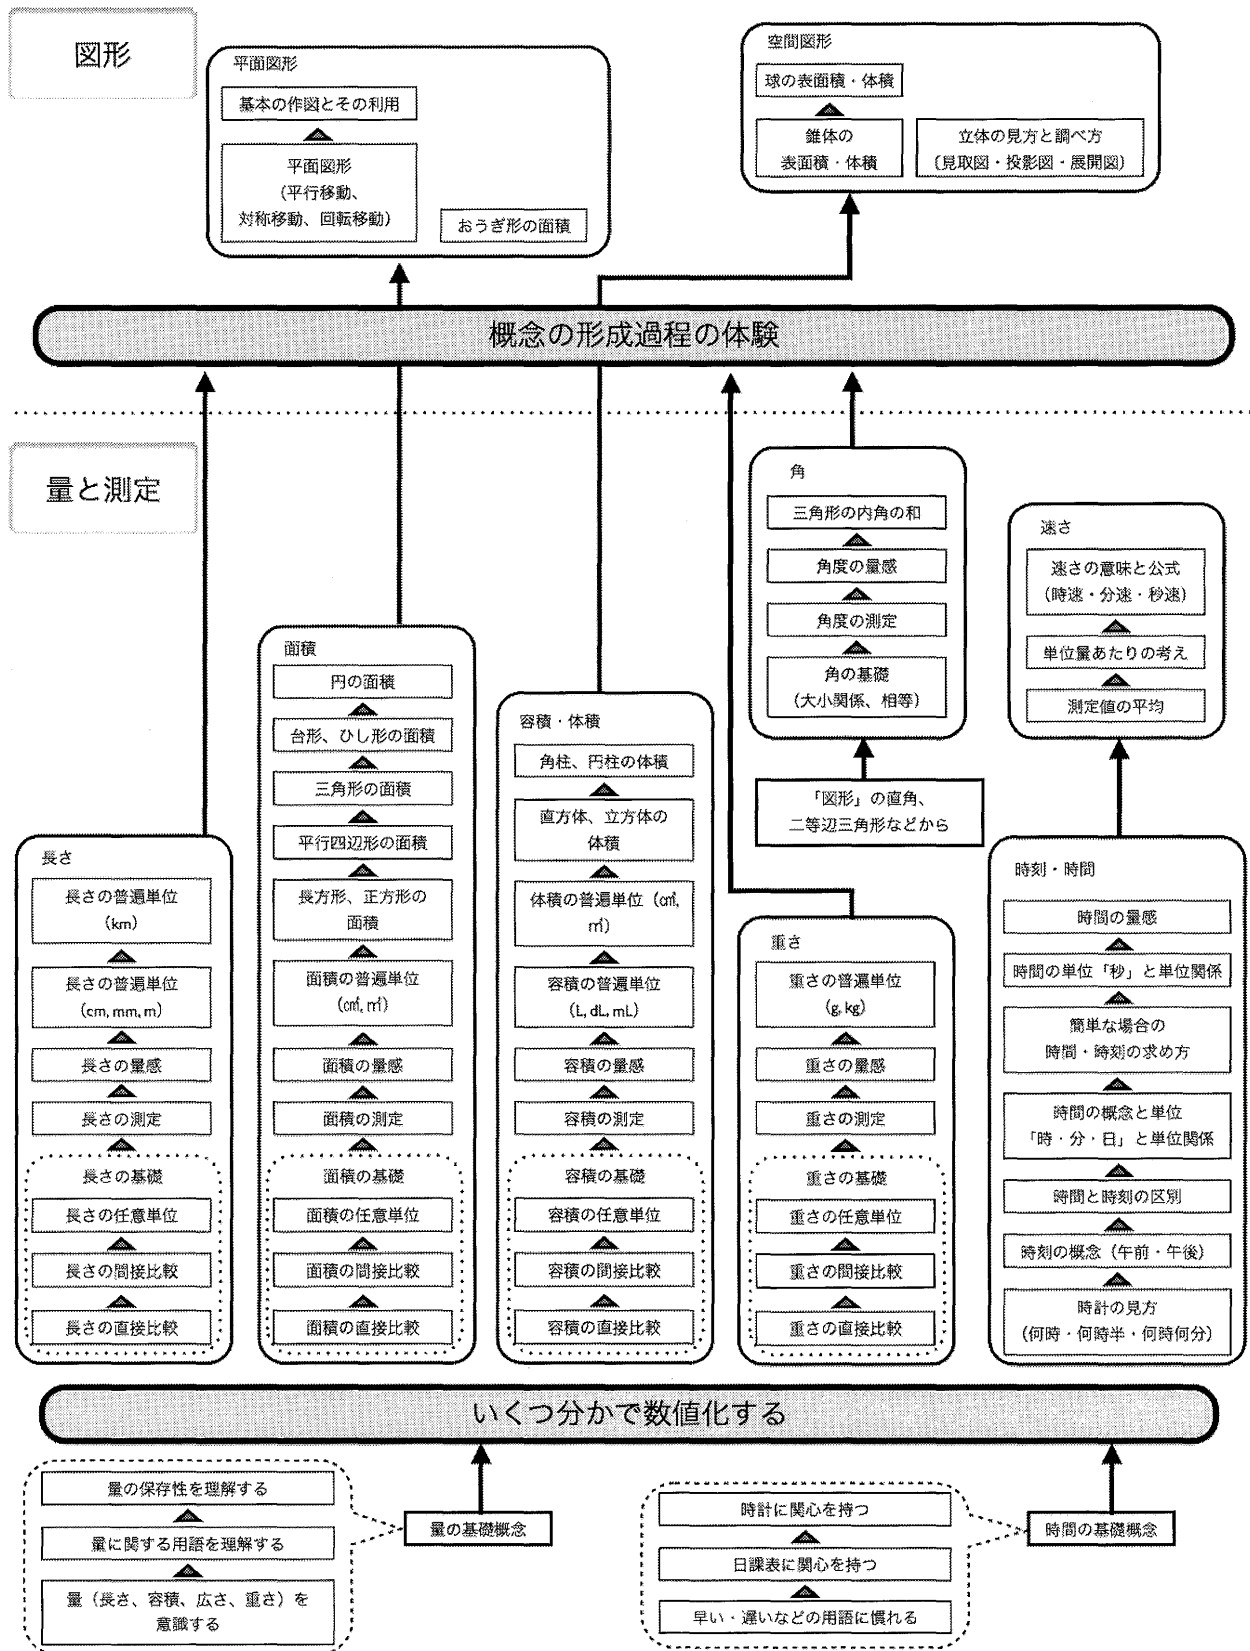 図形
平面図形
基本の作図とその利用
平面図形
(平行移動、
対称移動、回転移動)
おうぎ形の面積
空間図形
球の表面積・体積
錐体の
表面積・体積
立体の見方と調べ方
(見取図・投影図・展開図)
概念の形成過程の体験
量と測定
長さ
長さの普遍単位
(km)
長さの普遍単位
(cm, mm, m)
長さの量感
長さの測定
長さの基礎
長さの任意単位
長さの間接比較
長さの直接比較
面積
円の面積
台形、ひし形の面積
三角形の面積
平行四辺形の面積
長方形、正方形の
面積
面積の普遍単位
(㎠, ㎡)
面積の量感
面積の測定
面積の基礎
面積の任意単位
面積の間接比較
面積の直接比較
容積・体積
角柱、円柱の体積
直方体、立方体の
体積
体積の普遍単位(㎤,
㎥)
容積の普遍単位
(L, dL, mL)
容積の量感
容積の測定
容積の基礎
容積の任意単位
容積の間接比較
容積の直接比較
角
三角形の内角の和
角度の量感
角度の測定
角の基礎
(大小関係、相等)
「図形」の直角、
二等辺三角形などから
重さ
重さの普遍単位
(g, kg)
重さの量感
重さの測定
重さの基礎
重さの任意単位
重さの間接比較
重さの直接比較
速さ
速さの意味と公式
(時速・分速・秒速)
単位量あたりの考え
測定値の平均
時刻・時間
時間の量感
時間の単位「秒」と単位関係
簡単な場合の
時間・時刻の求め方
時間の概念と単位
「時・分・日」と単位関係
時間と時刻の区別
時刻の概念(午前・午後)
時計の見方
(何時・何時半・何時何分)
いくつ分かで数値化する
量の保存性を理解する
量に関する用語を理解する
量(長さ、容積、広さ、重さ)を
意識する
量の基礎概念
時計に関心を持つ
日課表に関心を持つ
早い・遅いなどの用語に慣れる
時間の基礎概念